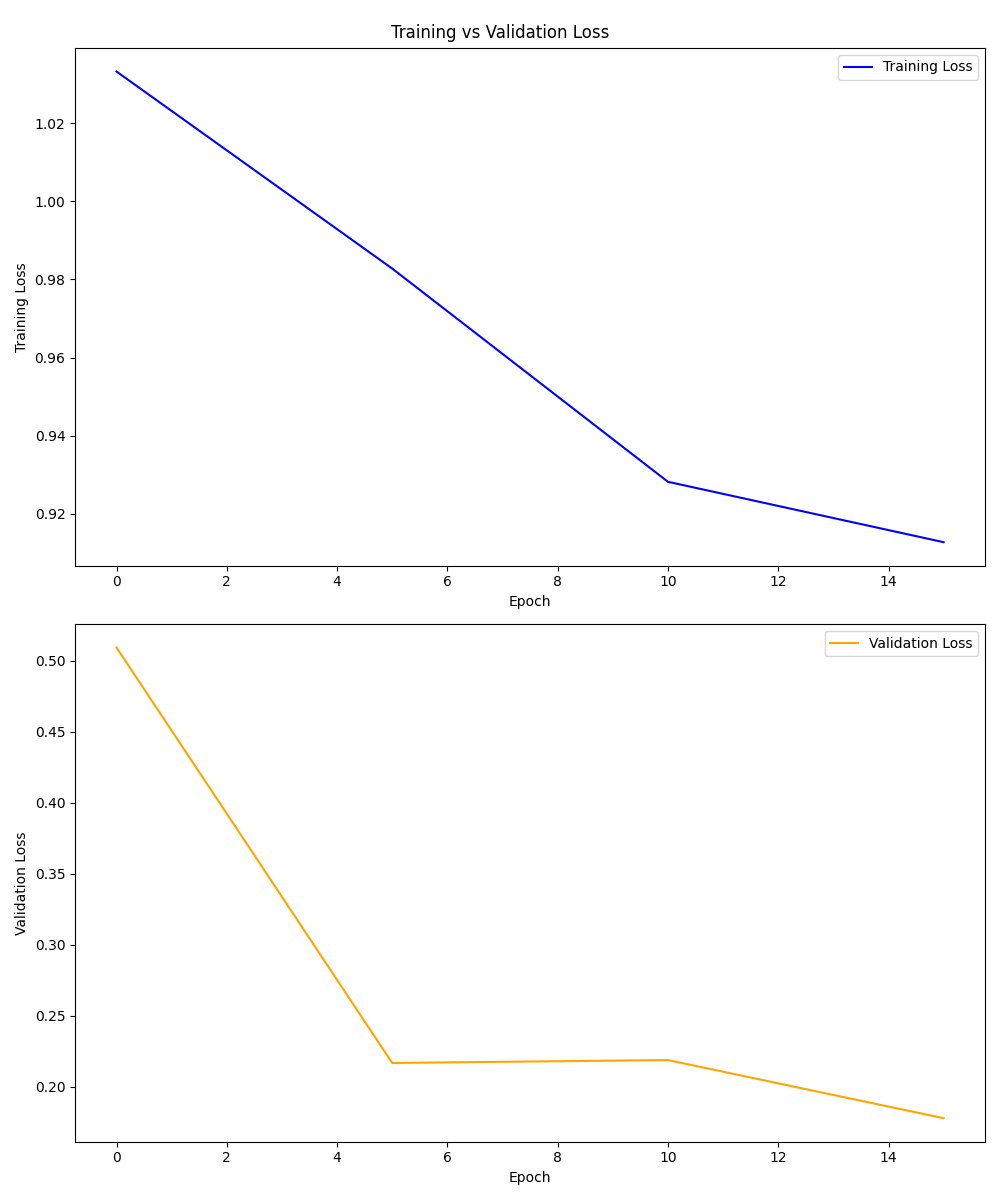 Training vs Validation Loss
Training Loss
1.02
1.00
0.98
0.96
0.94
0.92
Training Loss
0 2 4 6 8 10 12 14
Epoch
Validation Loss
0.50
0.45
0.40
0.35
0.30
0.25
0.20
Validation Loss
0 2 4 6 8 10 12 14
Epoch